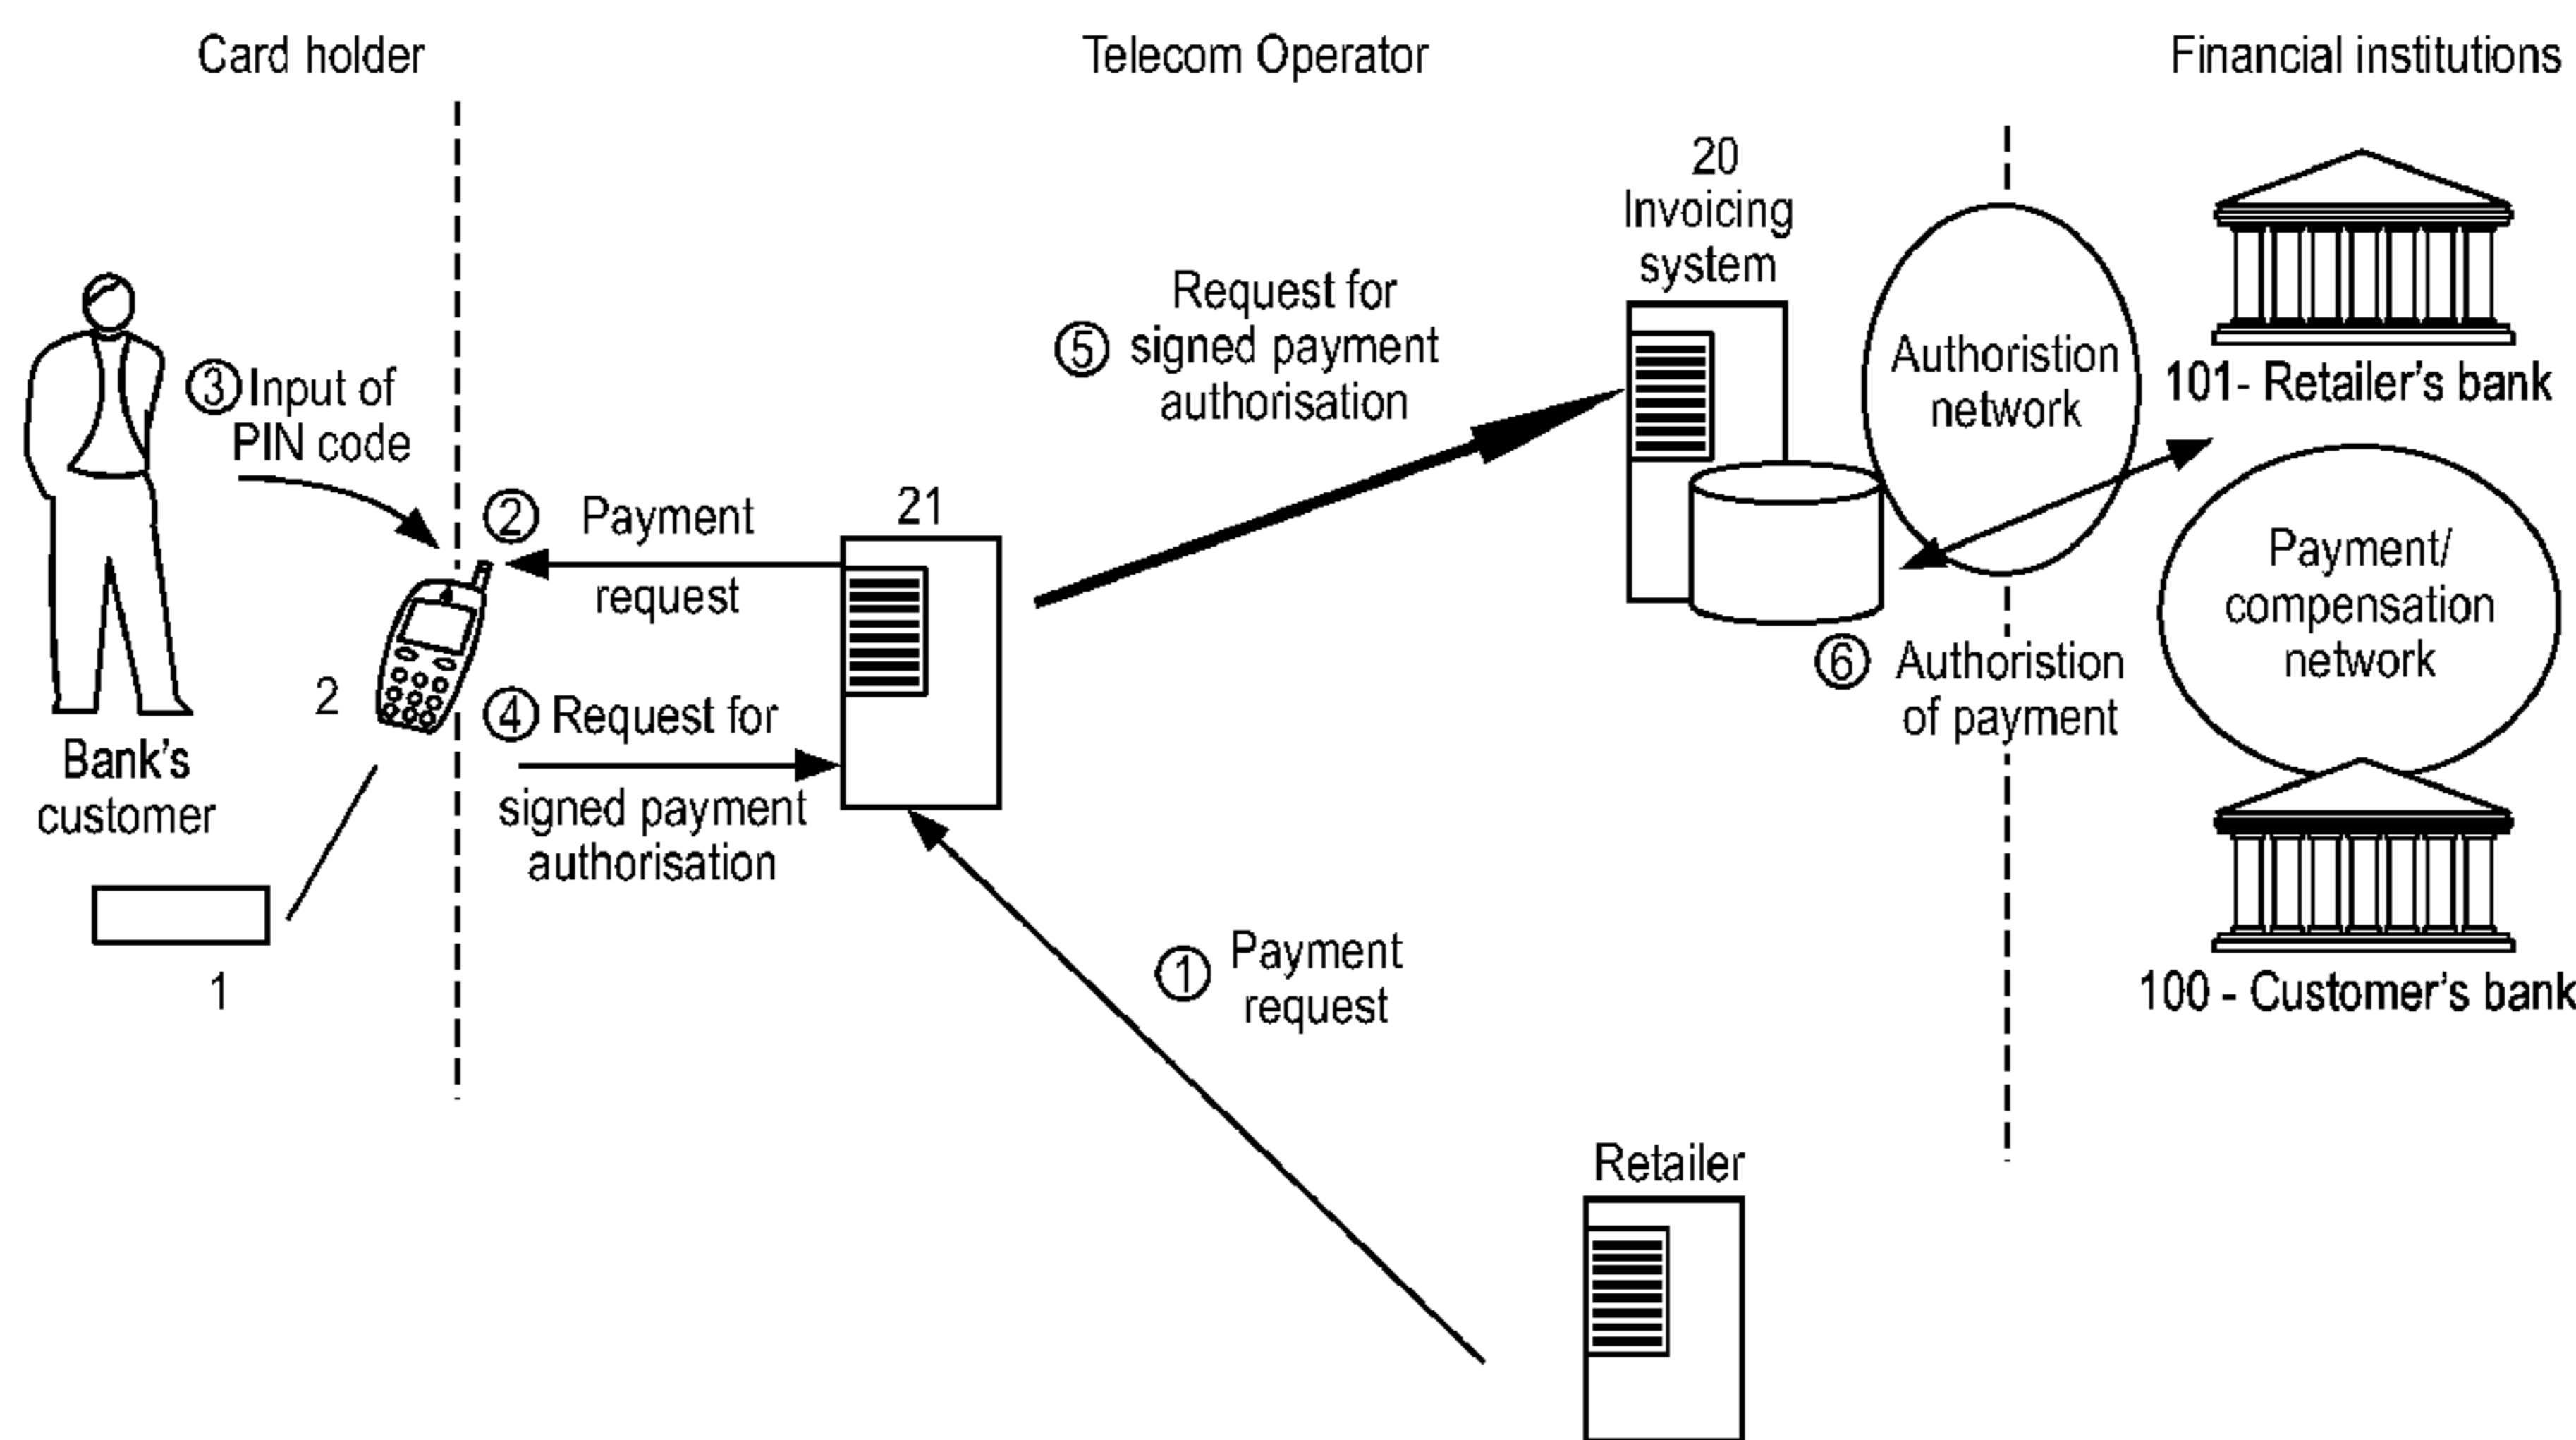 Card holder
Telecom Operator
Financial institutions
20
Invoicing
system
Request for
⑤ signed payment
authorisation
Authoristion
network
101- Retailer's bank
③ Input of
PIN code
② Payment
request
21
Payment/
compensation
network
2
④ Request for
signed payment
authorisation
⑥ Authoristion
of payment
Bank's
customer
1
① Payment
request
100 - Customer's bank
Retailer